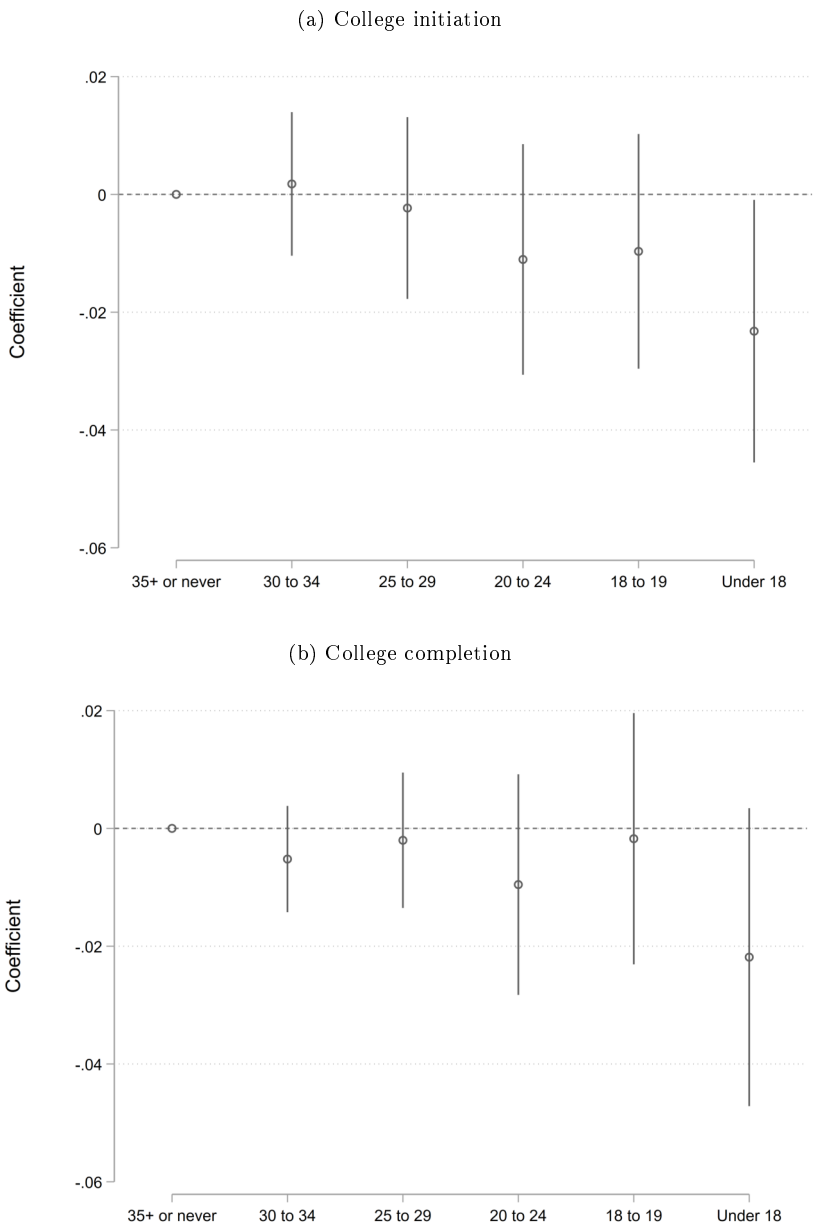 (a) College initiation
.02
0
-.02
-.04
-.06
Coefficient
35+ or never 30 to 34 25 to 29 20 to 24 18 to 19 Under 18
(b) College completion
.02
0
-.02
-.04
-.06
Coefficient
35+ or never 30 to 34 25 to 29 20 to 24 18 to 19 Under 18